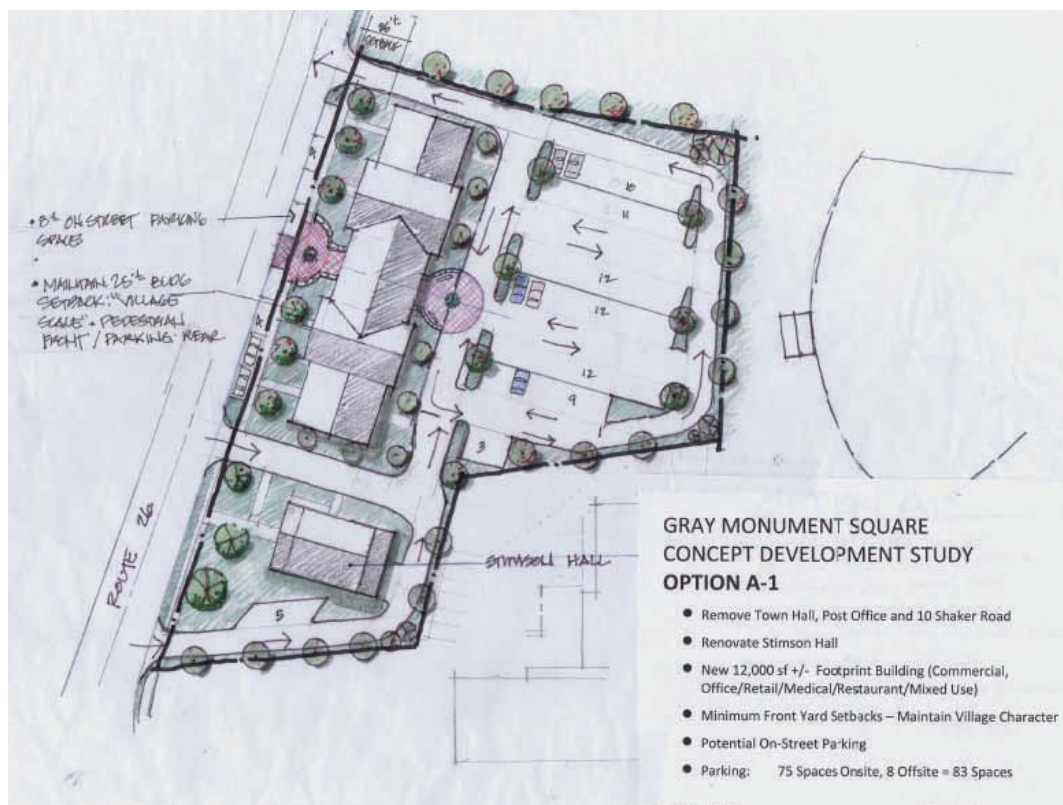 25'±
SETBACK
• 8± ON STREET PARKING
SPACES
• MAINTAIN 25'± BLDG
SETBACK: "VILLAGE
SCALE" + PEDESTRIAN
FRONT / PARKING REAR
10
11
12
12
12
9
3
5
ROUTE 26
STIMSON HALL
GRAY MONUMENT SQUARE
CONCEPT DEVELOPMENT STUDY
OPTION A-1
• Remove Town Hall, Post Office and 10 Shaker Road
• Renovate Stimson Hall
• New 12,000 sf +/- Footprint Building (Commercial,
Office/Retail/Medical/Restaurant/Mixed Use)
• Minimum Front Yard Setbacks – Maintain Village Character
• Potential On-Street Parking
• Parking: 75 Spaces Onsite, 8 Offsite = 83 Spaces